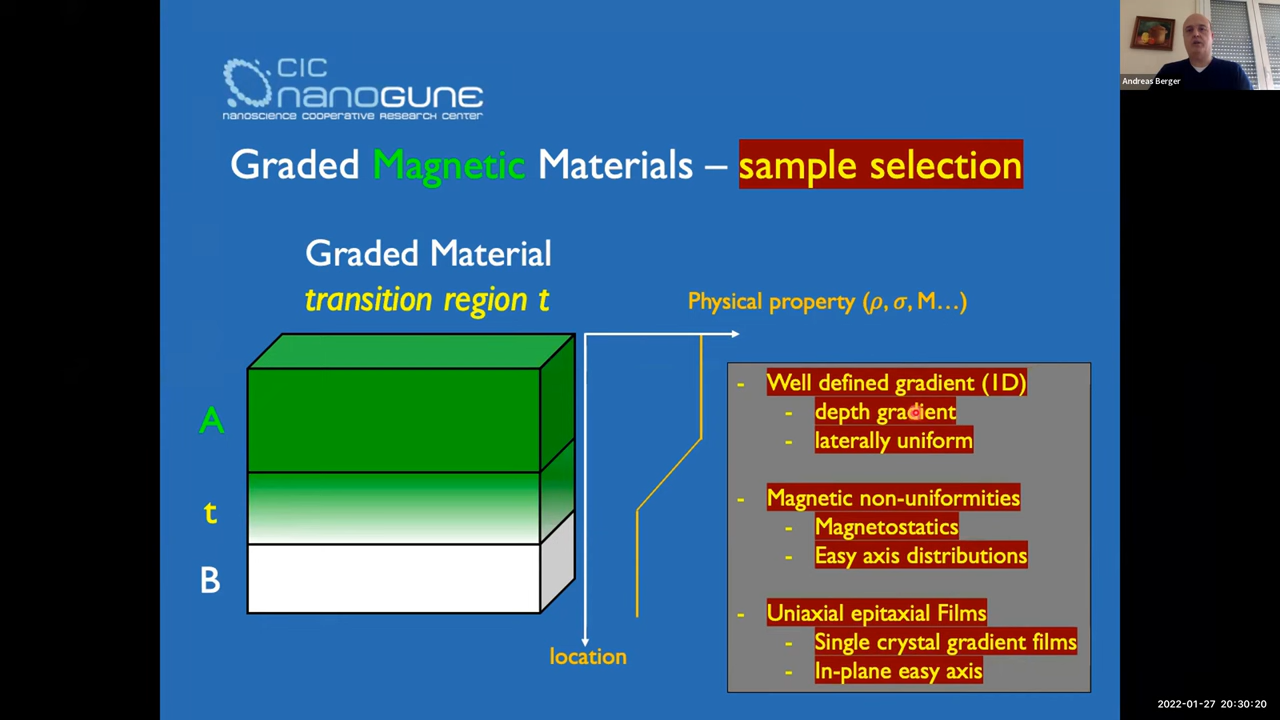 CIC
nanoGUNE
NANOSCIENCE COOPERATIVE RESEARCH CENTER
Andreas Berger
Graded Magnetic Materials – sample selection
Graded Material
transition region t
Physical property (ρ, σ, M…)
A
t
B
location
- Well defined gradient (1D)
- depth gradient
- laterally uniform
- Magnetic non-uniformities
- Magnetostatics
- Easy axis distributions
- Uniaxial epitaxial Films
- Single crystal gradient films
- In-plane easy axis
2022-01-27 20:30:20